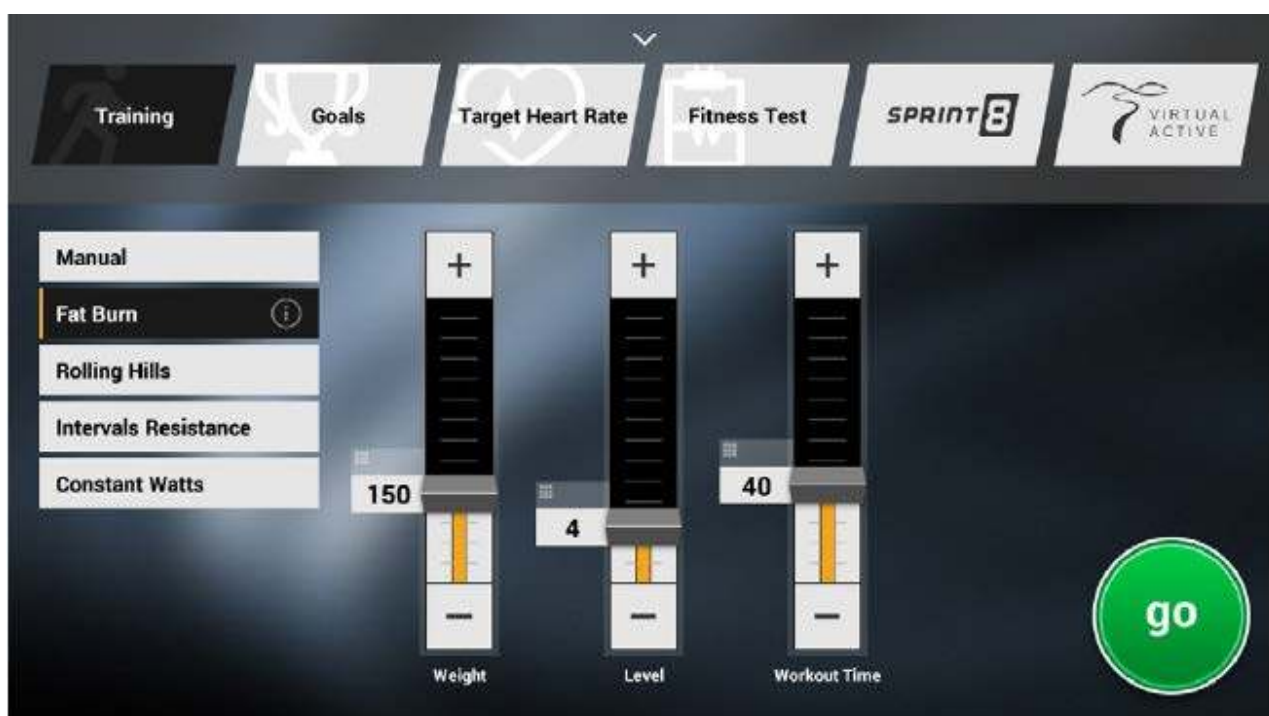 Training
Goals
Target Heart Rate
Fitness Test
SPRINT 8
VIRTUAL
ACTIVE
Manual
Fat Burn
Rolling Hills
Intervals Resistance
Constant Watts
+
+
+
150
4
40
−
−
−
Weight
Level
Workout Time
go